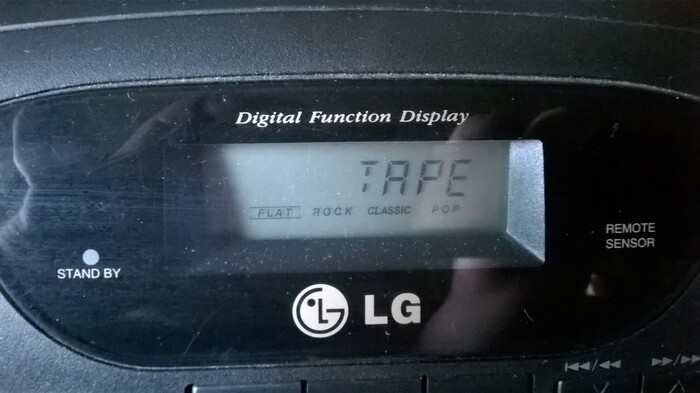 Digital Function Display
TAPE
FLAT ROCK CLASSIC POP
REMOTE
SENSOR
STAND BY
LG